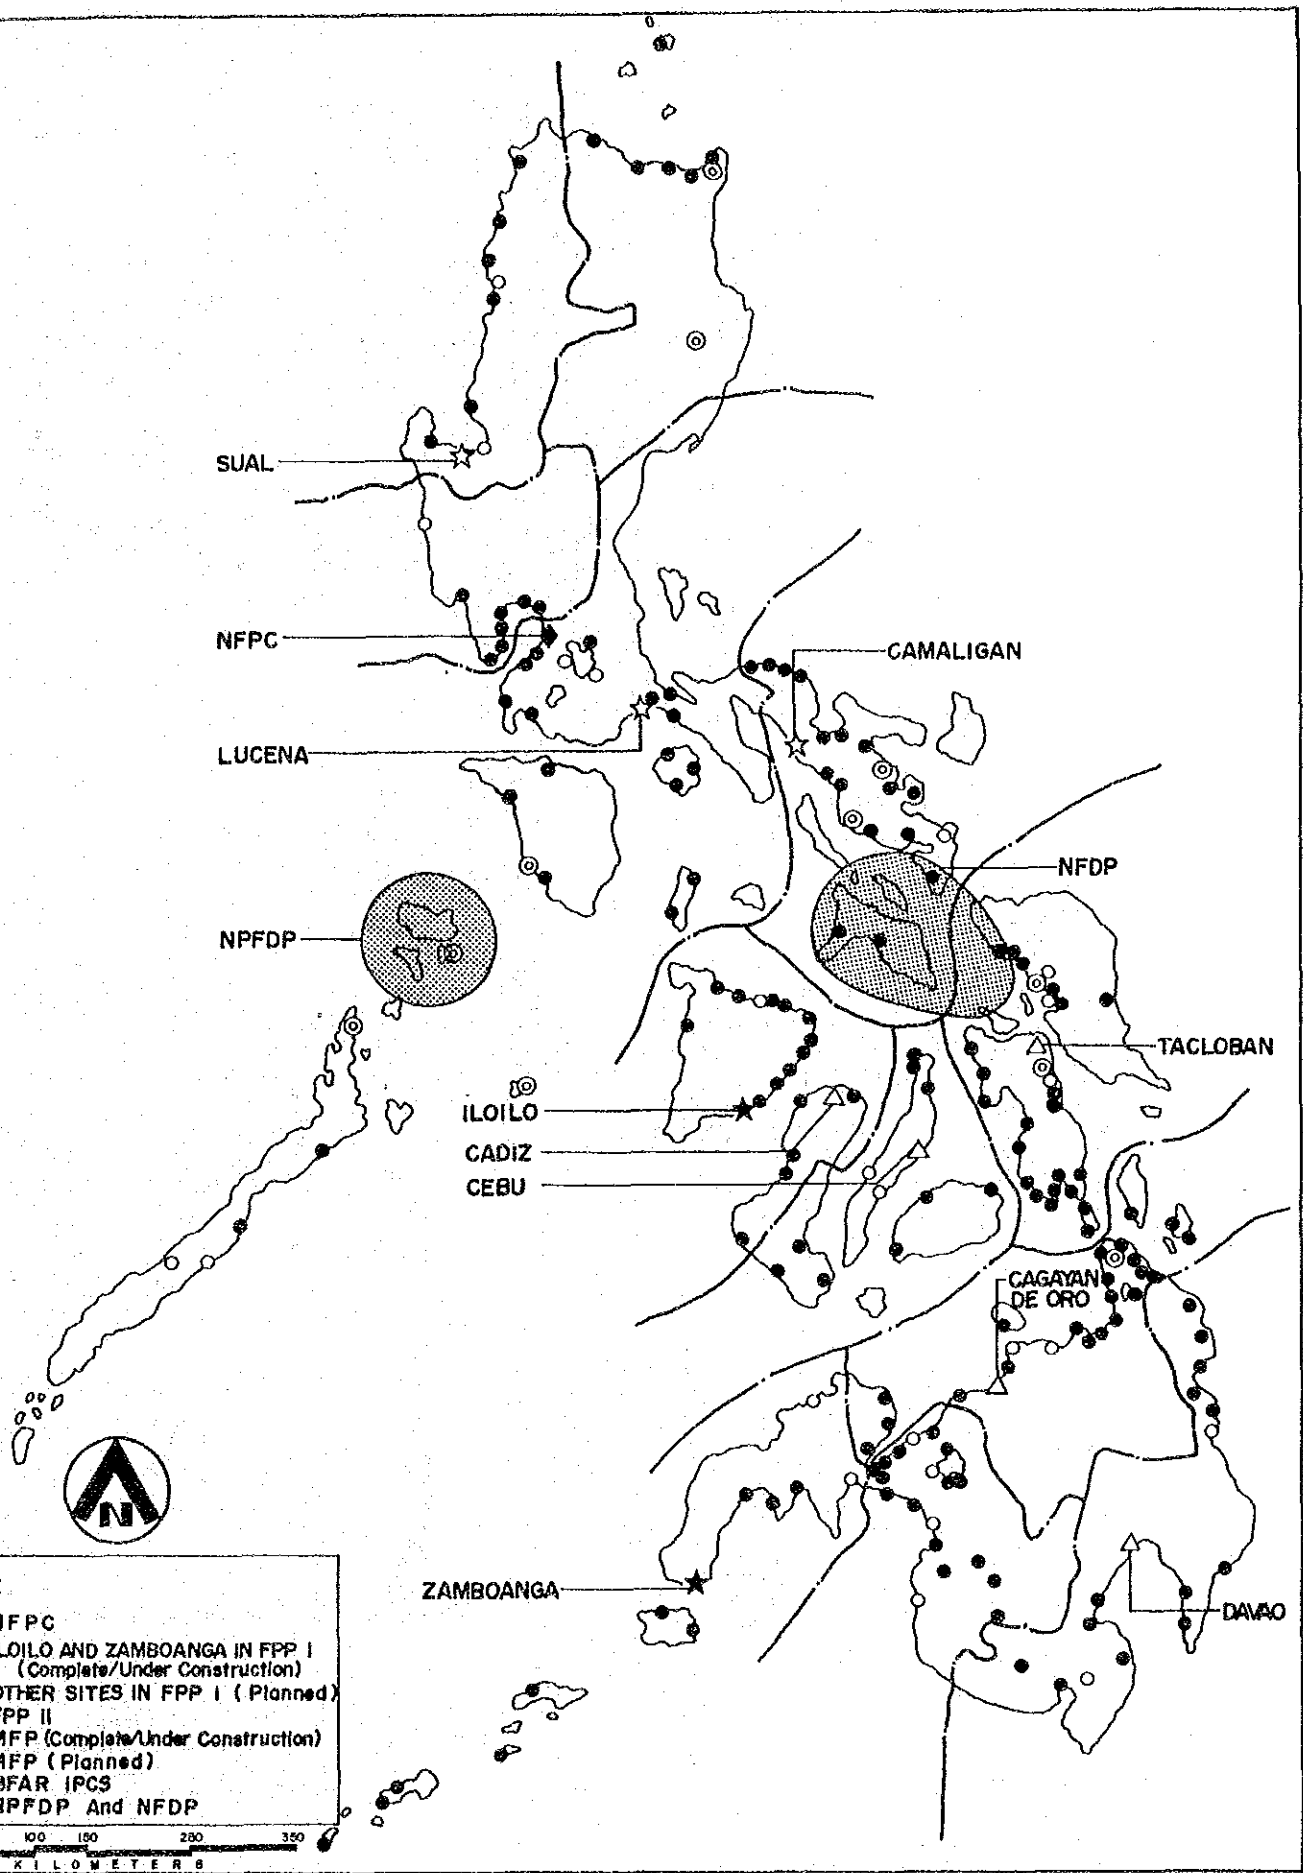 SUAL
NFPC
CAMALIGAN
LUCENA
NFDP
NPFDP
TACLOBAN
ILOILO
CADIZ
CEBU
CAGAYAN
DE ORO
N
ZAMBOANGA
DAVAO
FPC
LOILO AND ZAMBOANGA IN FPP I
(Complete/Under Construction)
OTHER SITES IN FPP I (Planned)
FPP II
MFP (Complete/Under Construction)
MFP (Planned)
BFAR IPCS
NPFDP And NFDP
100 150 250 350
KILOMETERS